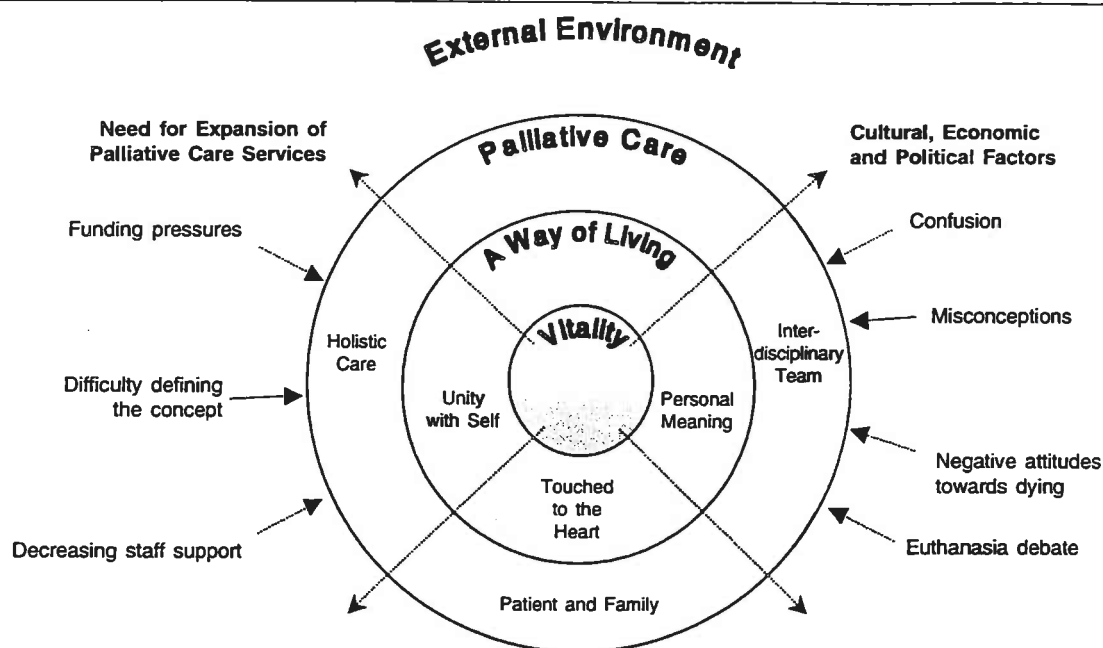 External Environment
Need for Expansion of
Palliative Care Services
Palliative Care
Cultural, Economic
and Political Factors
Funding pressures
A Way of Living
Confusion
Vitality
Misconceptions
Holistic
Care
Inter-
disciplinary
Team
Difficulty defining
the concept
Unity
with Self
Personal
Meaning
Negative attitudes
towards dying
Touched
to the
Heart
Decreasing staff support
Euthanasia debate
Patient and Family